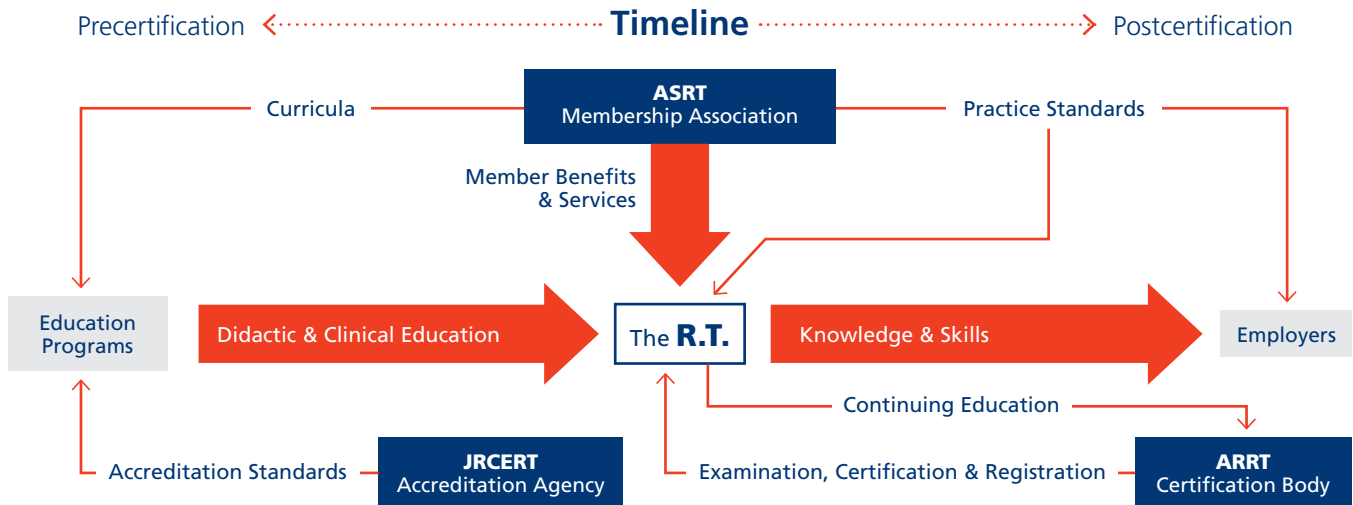 Precertification
Timeline
Postcertification
ASRT
Membership Association
Curricula
Practice Standards
Member Benefits
& Services
Education
Programs
Didactic & Clinical Education
The R.T.
Knowledge & Skills
Employers
Continuing Education
Accreditation Standards
JRCERT
Accreditation Agency
Examination, Certification & Registration
ARRT
Certification Body